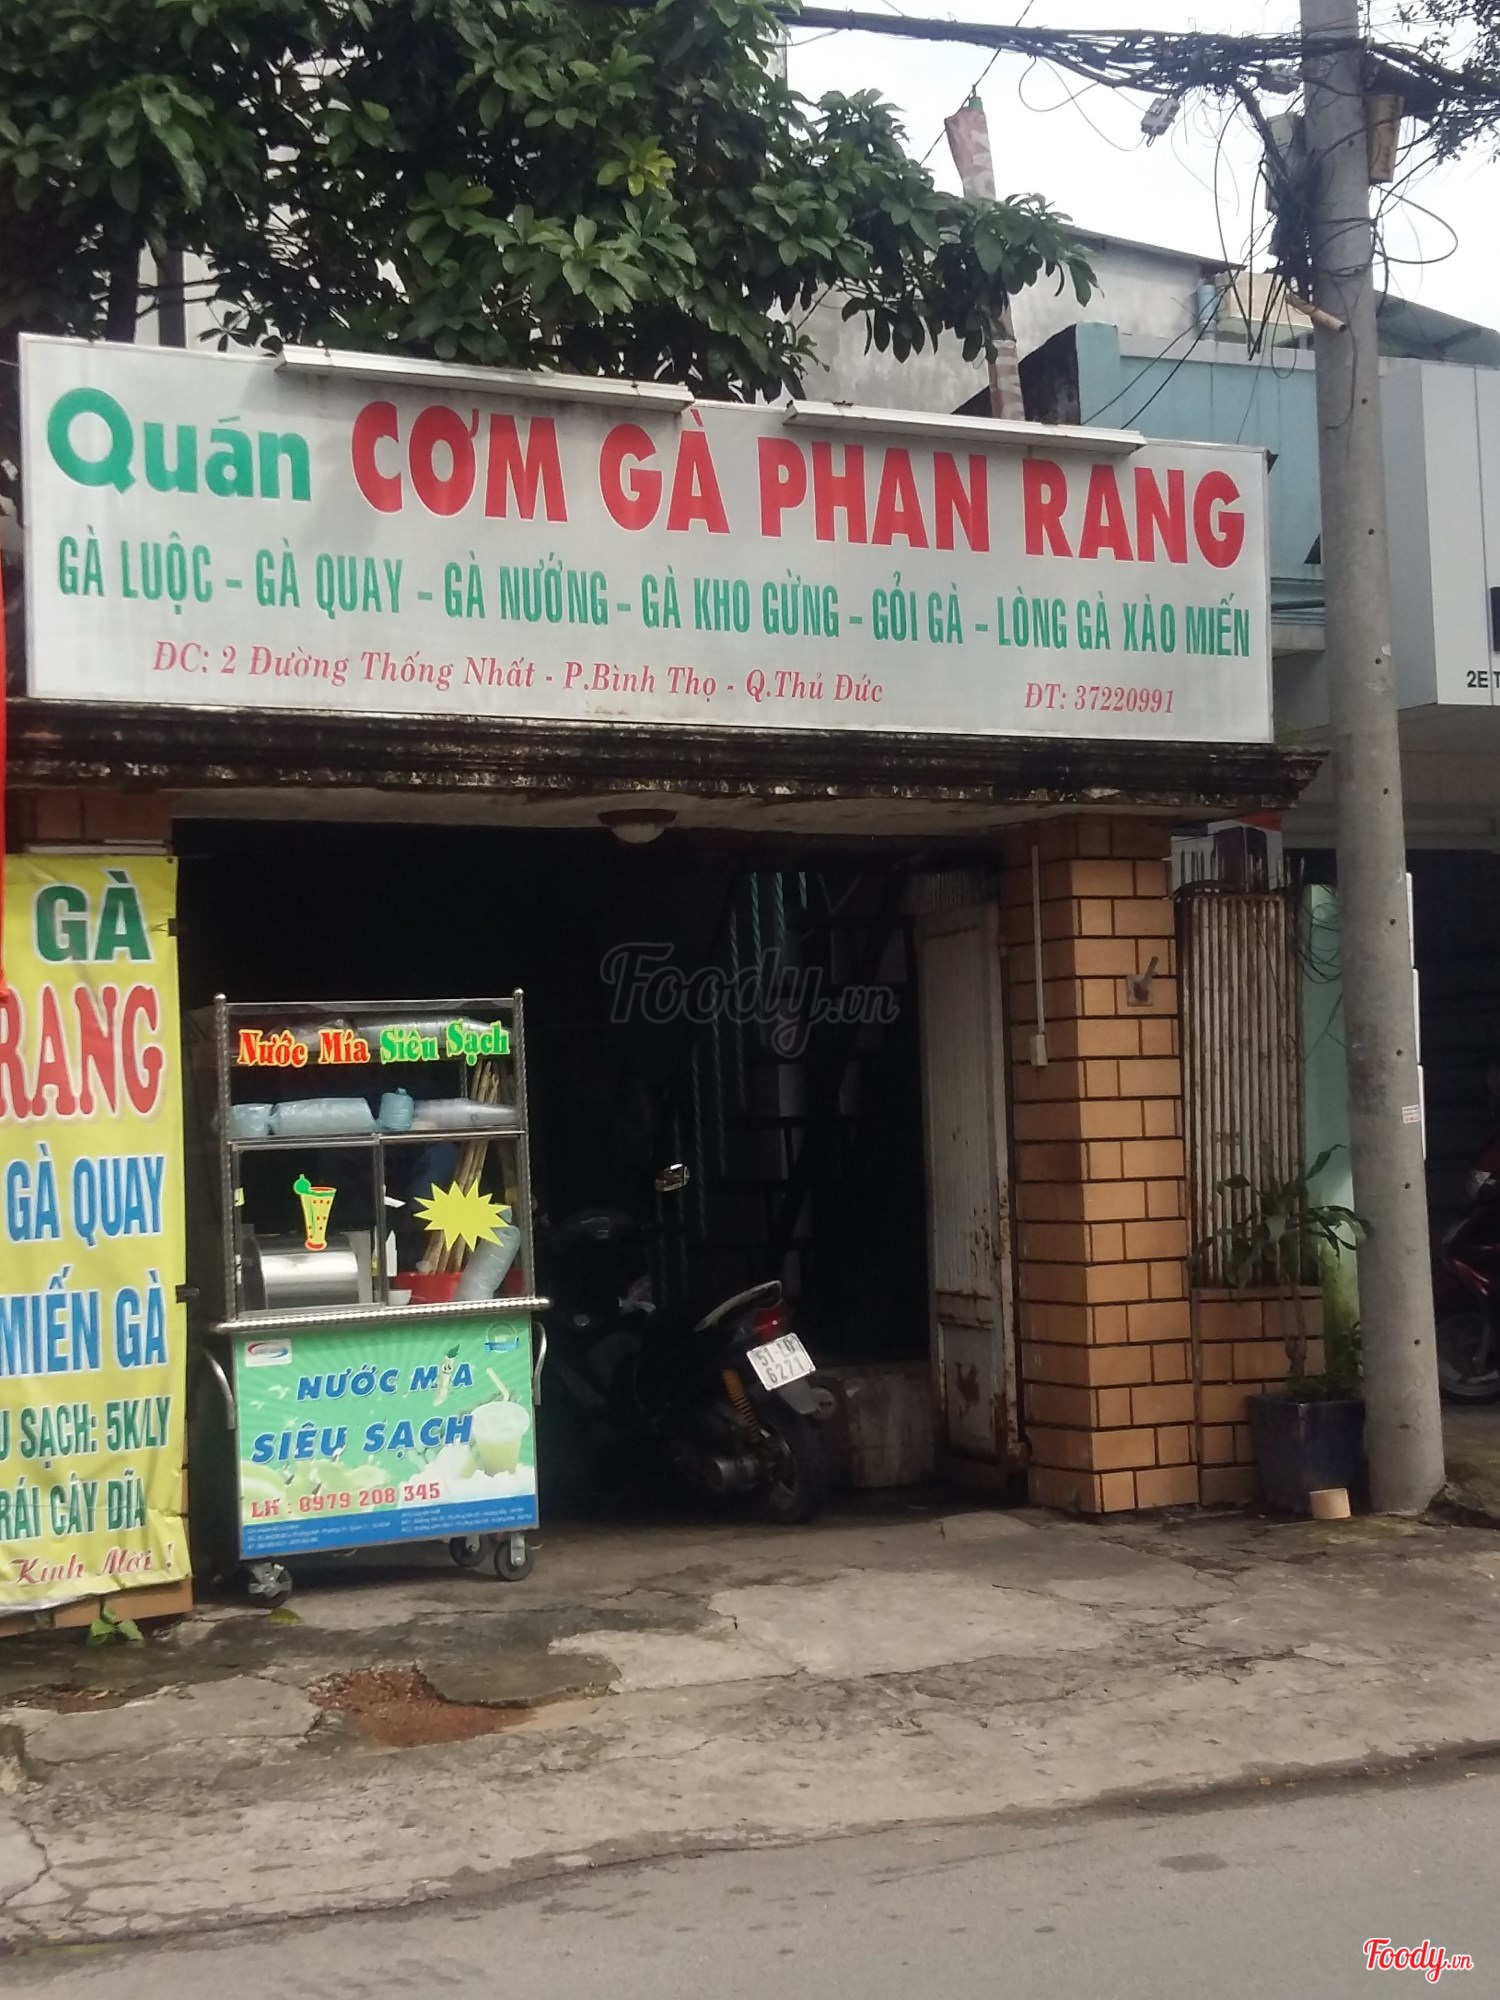 Quán CƠM GÀ PHAN RANG
GÀ LUỘC - GÀ QUAY - GÀ NƯỚNG - GÀ KHO GỪNG - GỎI GÀ - LÒNG GÀ XÀO MIẾN
ĐC: 2 Đường Thống Nhất - P.Bình Thọ - Q.Thủ Đức
ĐT: 37220991
2E
GÀ
RANG
GÀ QUAY
MIẾN GÀ
SẠCH: 5K/LY
CÂY DĨA
Kính Mời !
Nước Mía Siêu Sạch
NƯỚC MÍA
SIÊU SẠCH
LH : 0979 208 345
6271
Foody.vn
Foody.vn